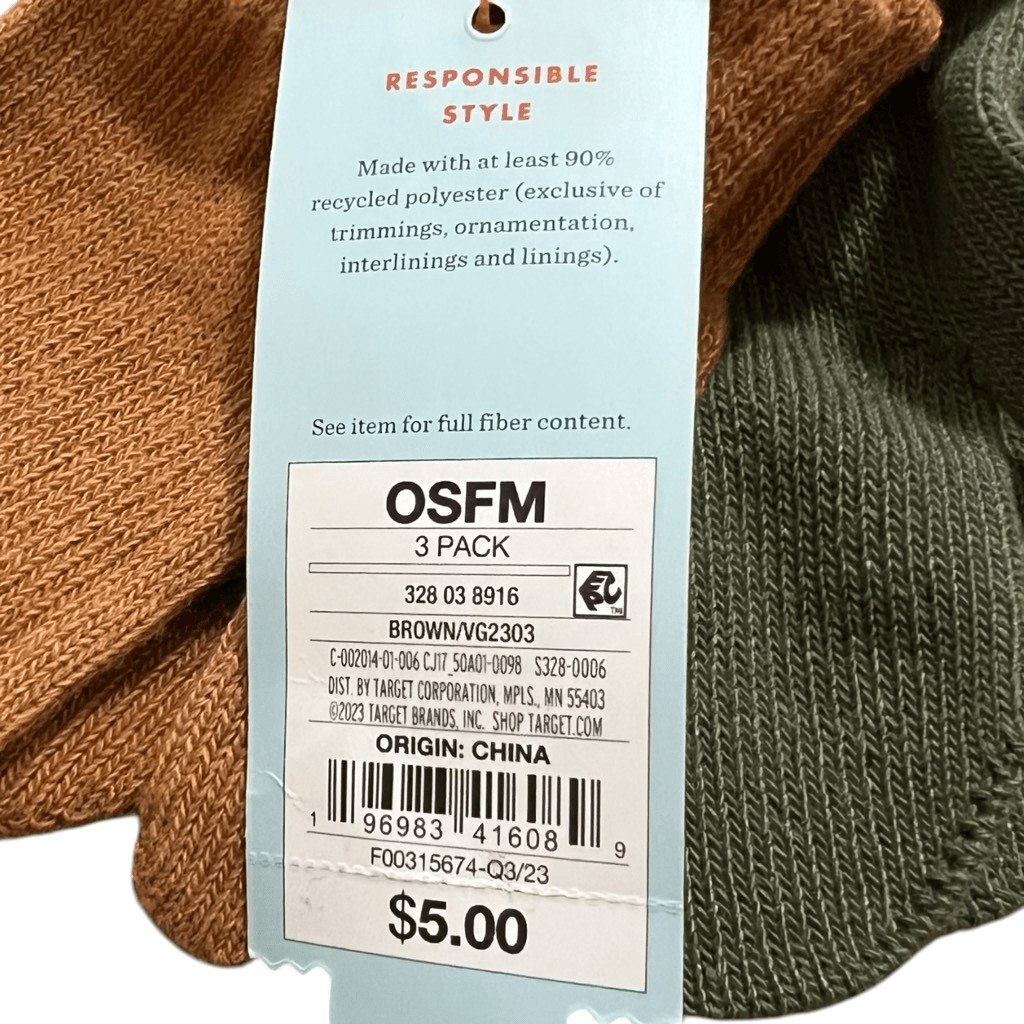 RESPONSIBLE
STYLE
Made with at least 90%
recycled polyester (exclusive of
trimmings, ornamentation,
interlinings and linings).
See item for full fiber content.
OSFM
3 PACK
328 03 8916
TM
BROWN/VG2303
C-002014-01-006 CJ17_50A01-0098 S328-0006
DIST. BY TARGET CORPORATION, MPLS., MN 55403
©2023 TARGET BRANDS, INC. SHOP TARGET.COM
ORIGIN: CHINA
1 96983 41608 9
F00315674-Q3/23
$5.00